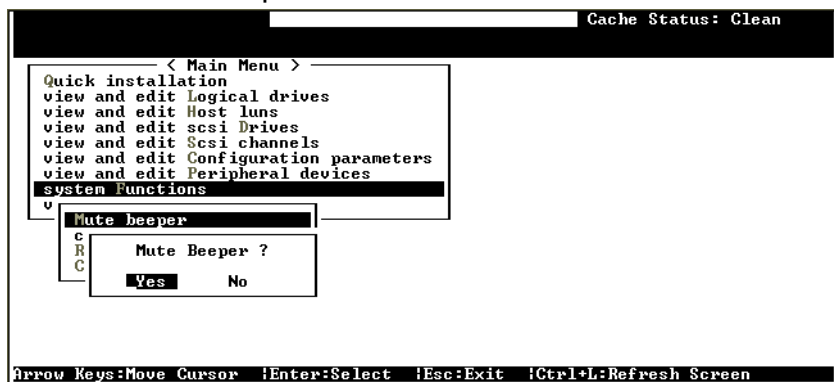 Cache Status: Clean
< Main Menu >
Quick installation
view and edit Logical drives
view and edit Host luns
view and edit scsi Drives
view and edit Scsi channels
view and edit Configuration parameters
view and edit Peripheral devices
system Functions
v
Mute beeper
c
R
C
Mute Beeper ?
Yes No
Arrow Keys:Move Cursor |Enter:Select |Esc:Exit |Ctrl+L:Refresh Screen